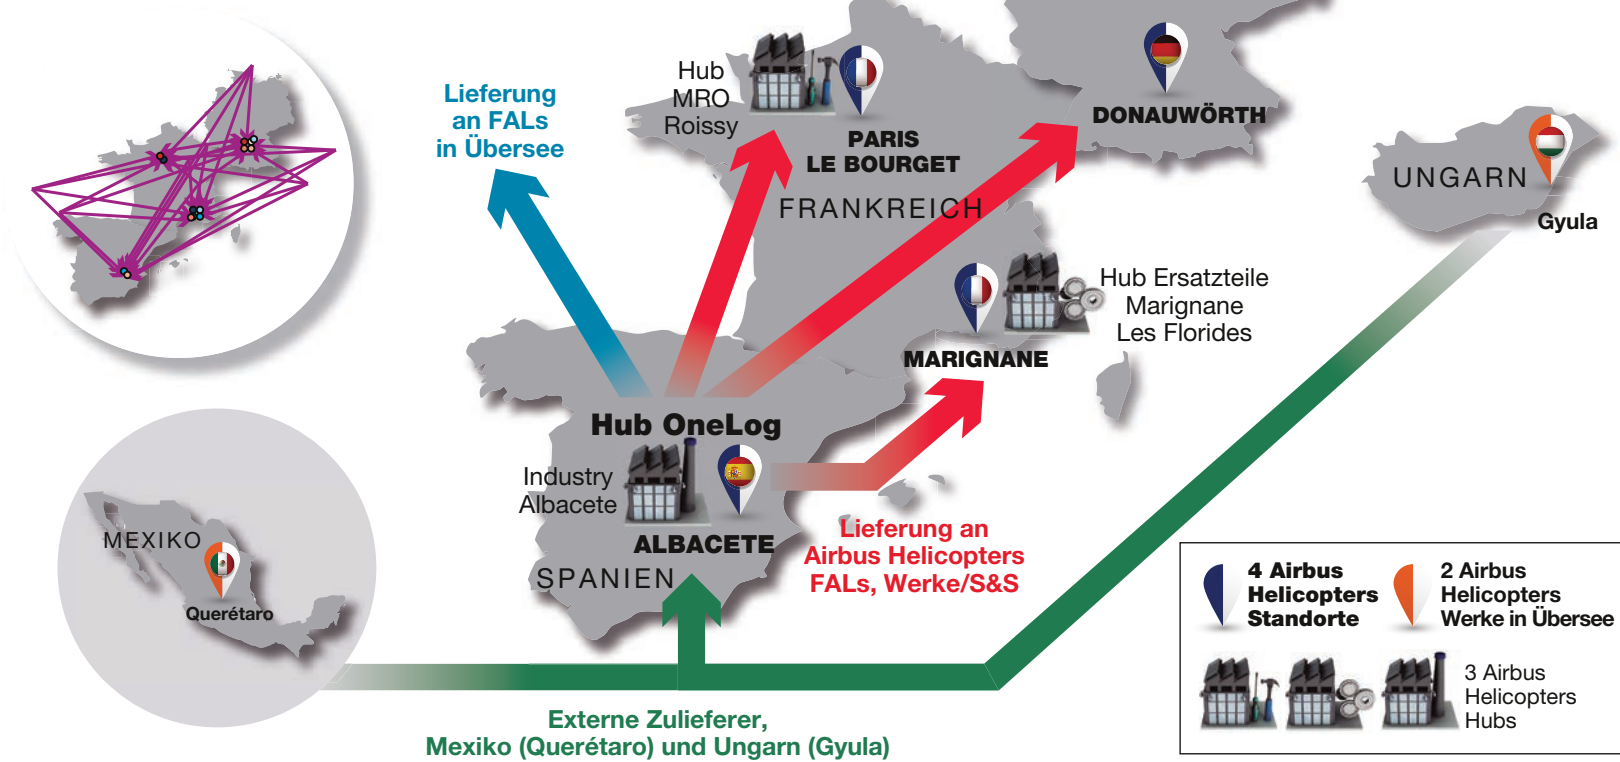 Lieferung
an FALs
in Übersee
Hub
MRO
Roissy
PARIS
LE BOURGET
FRANKREICH
DONAUWÖRTH
UNGARN
Gyula
Hub Ersatzteile
Marignane
Les Florides
MARIGNANE
Hub OneLog
Industry
Albacete
ALBACETE
SPANIEN
Lieferung an
Airbus Helicopters
FALs, Werke/S&S
MEXIKO
Querétaro
Externe Zulieferer,
Mexiko (Querétaro) und Ungarn (Gyula)
4 Airbus
Helicopters
Standorte
2 Airbus
Helicopters
Werke in Übersee
3 Airbus
Helicopters
Hubs